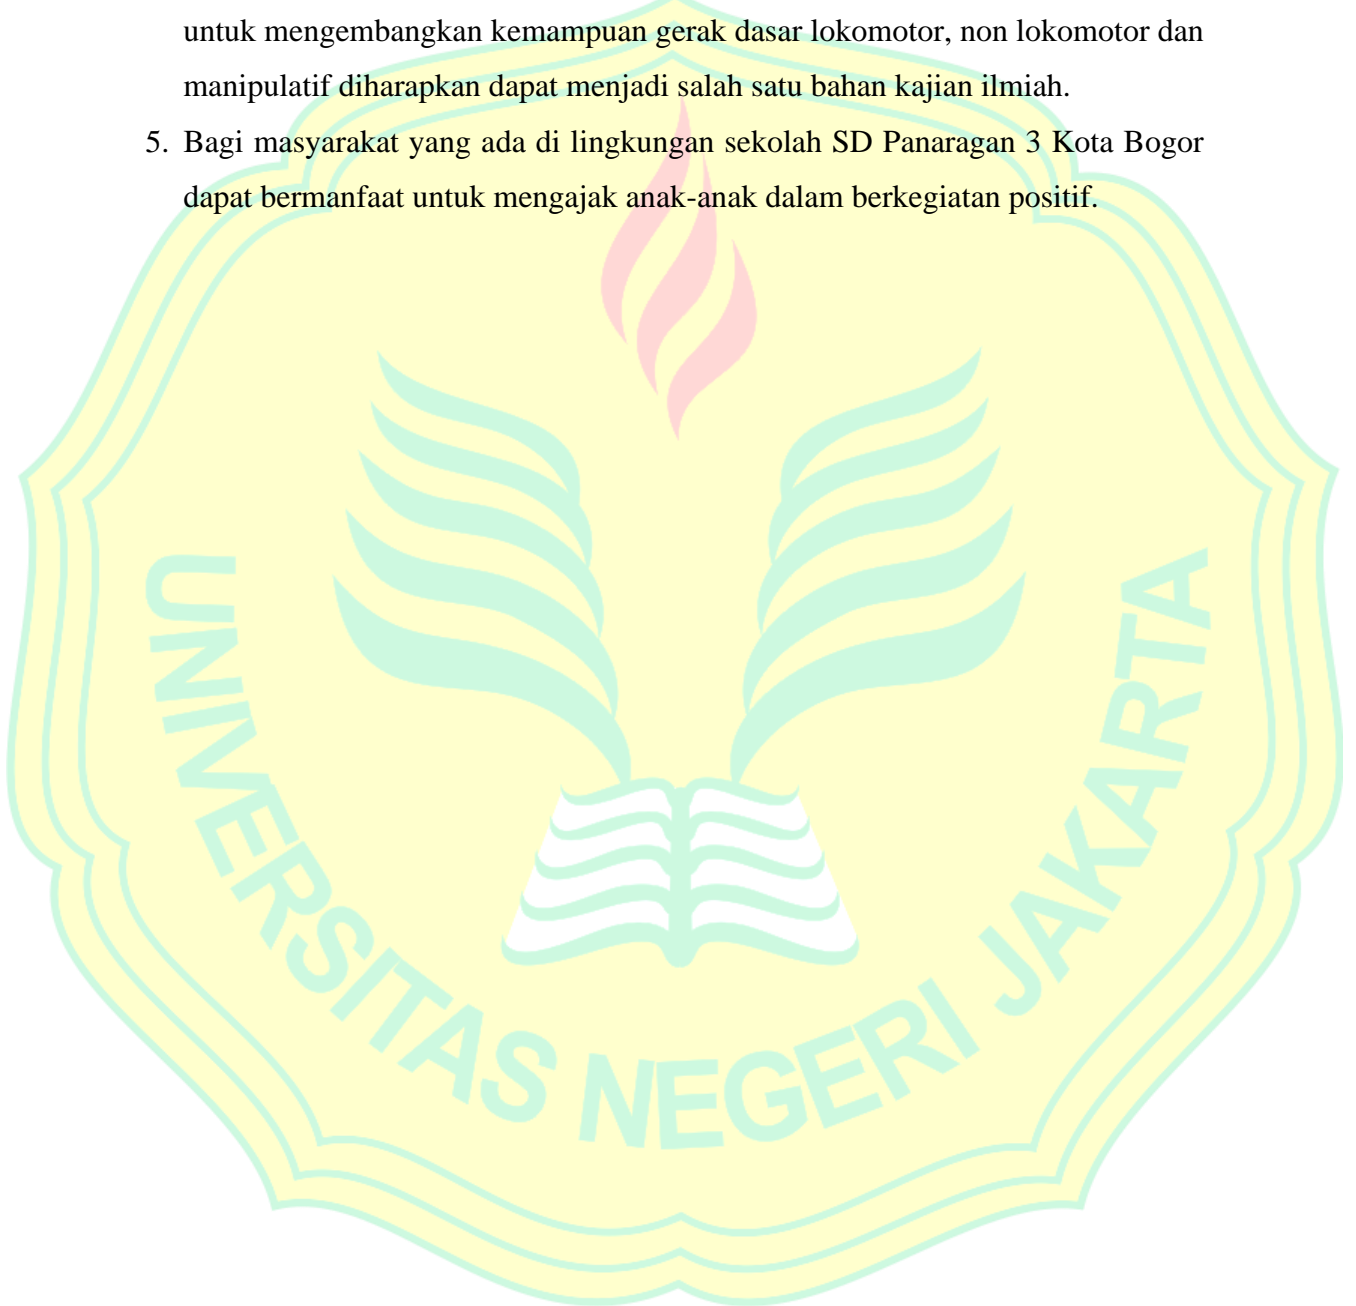 untuk mengembangkan kemampuan gerak dasar lokomotor, non lokomotor dan
manipulatif diharapkan dapat menjadi salah satu bahan kajian ilmiah.
5. Bagi masyarakat yang ada di lingkungan sekolah SD Panaragan 3 Kota Bogor
dapat bermanfaat untuk mengajak anak-anak dalam berkegiatan positif.
UNIVERSITAS NEGERI JAKARTA